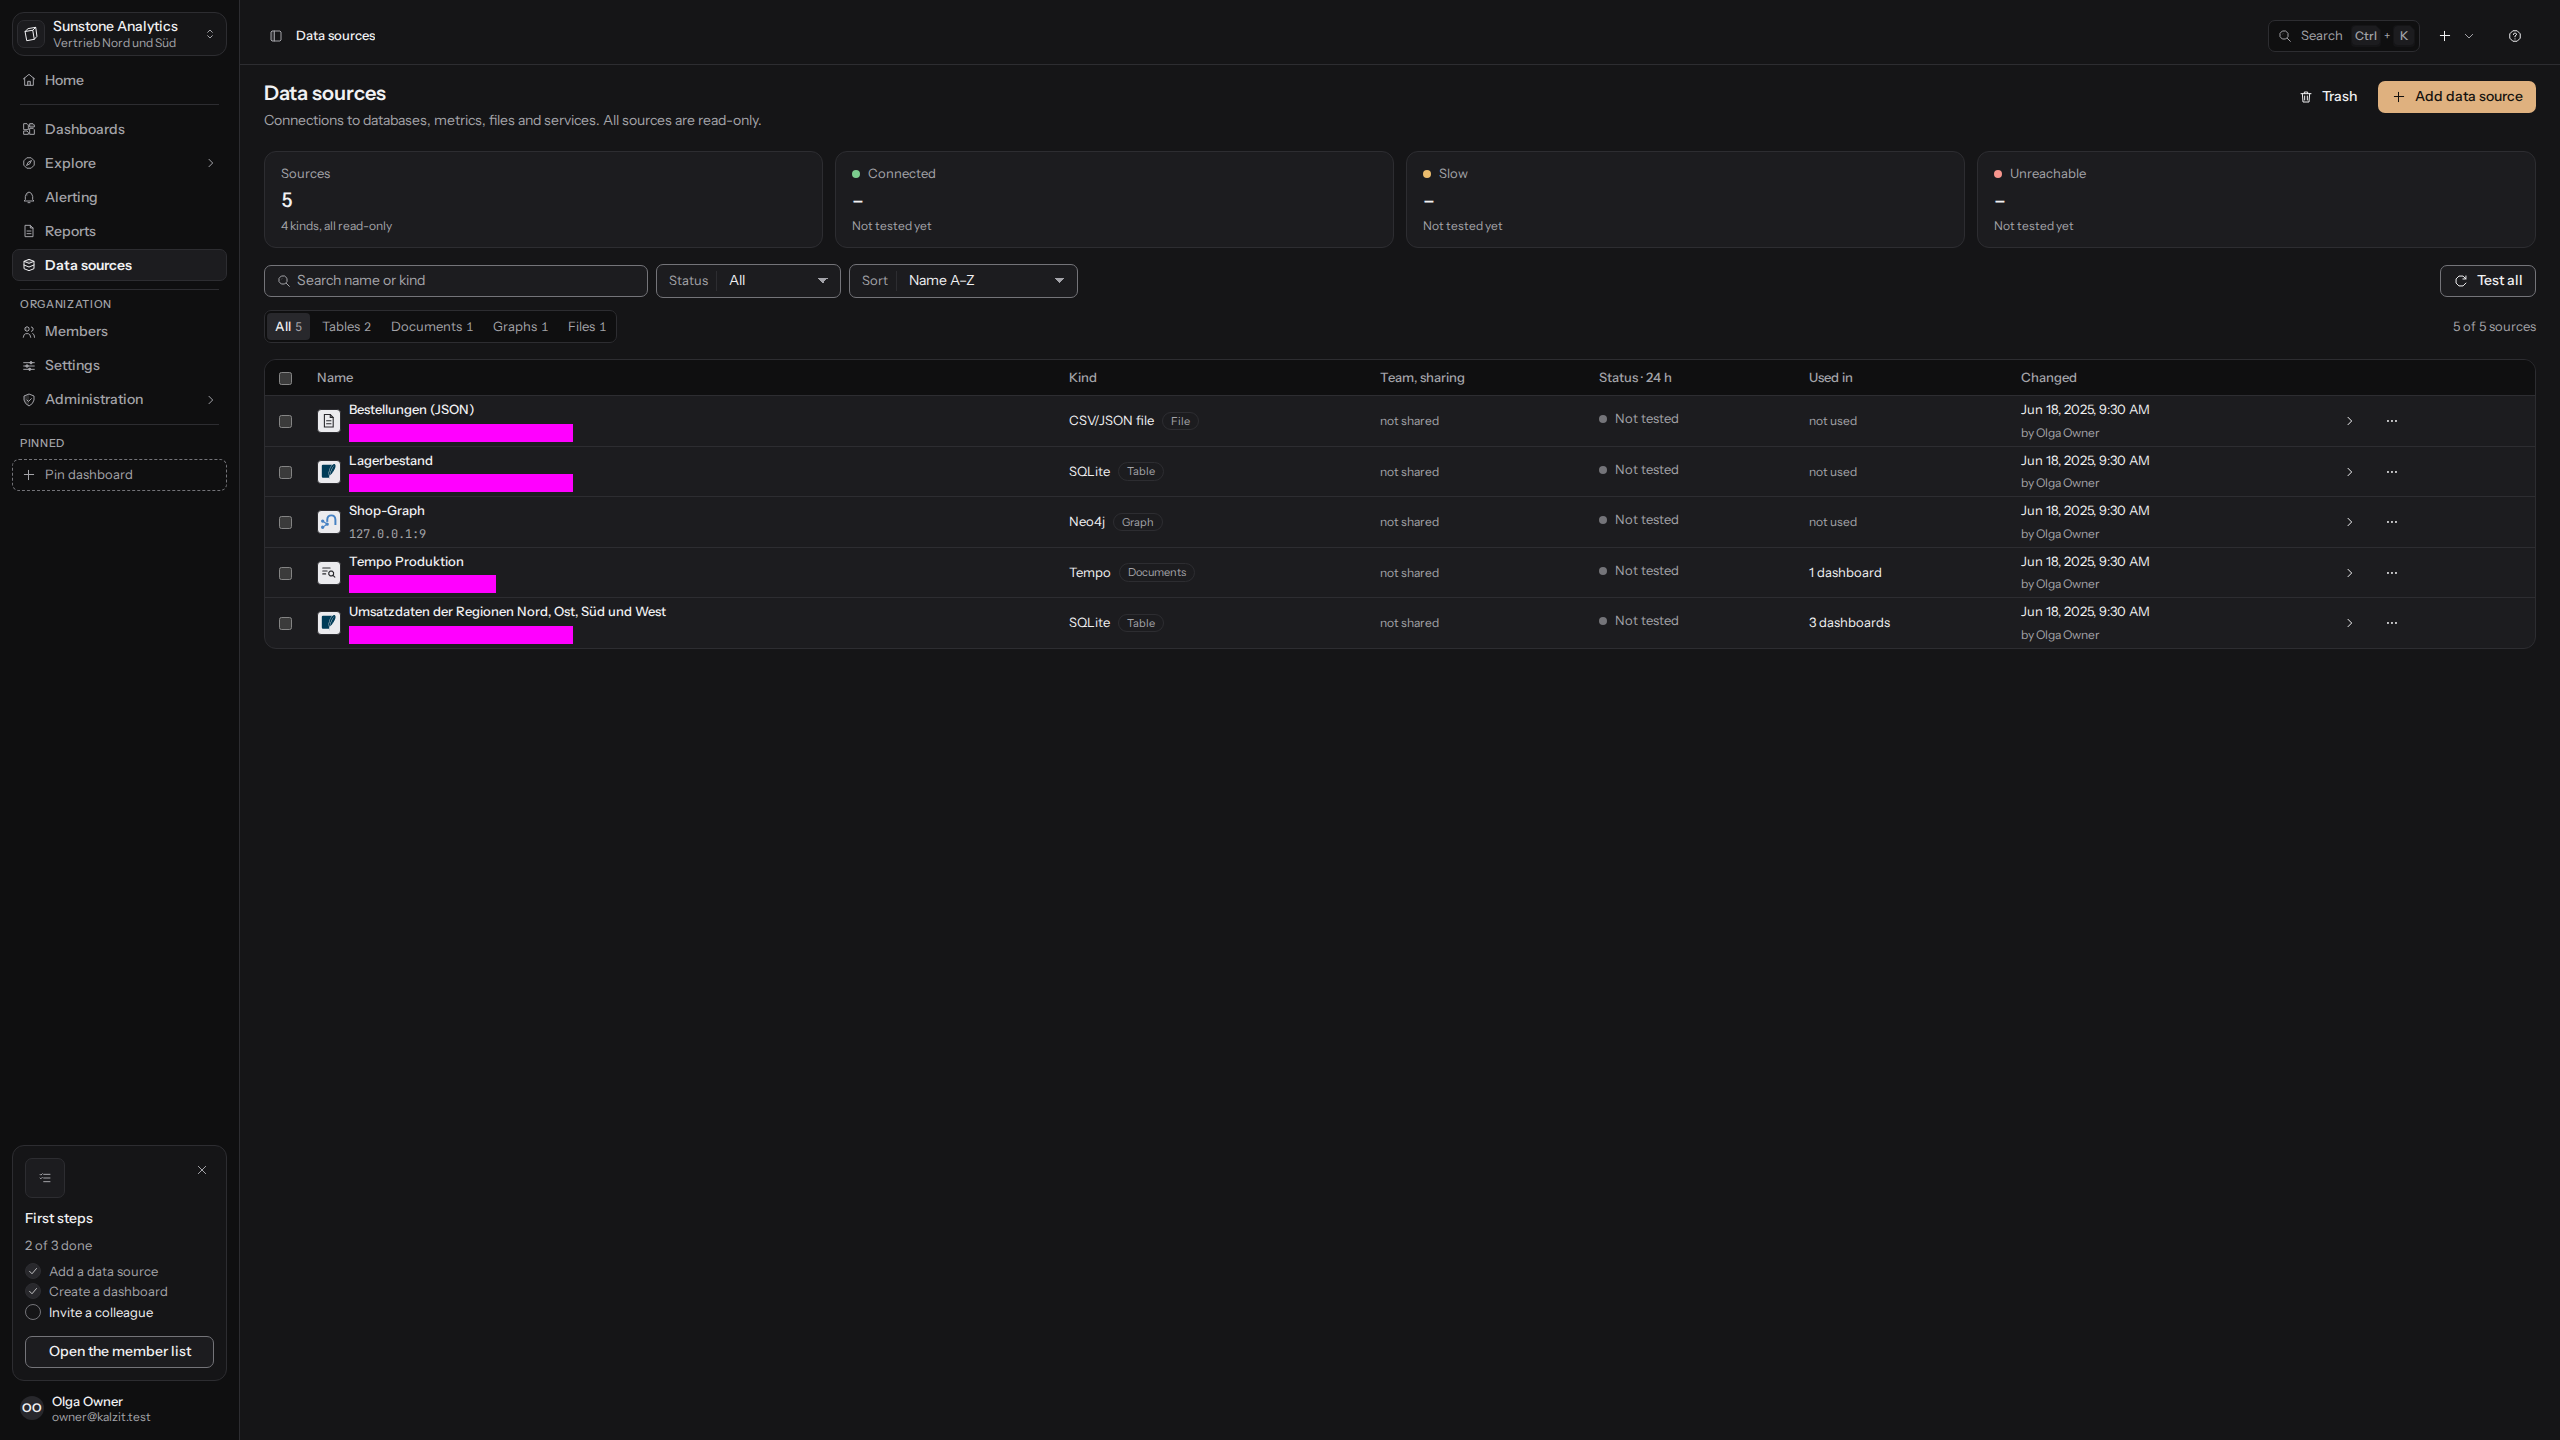 Sunstone Analytics
Vertrieb Nord und Süd
Home
Dashboards
Explore
Alerting
Reports
Data sources
ORGANIZATION
Members
Settings
Administration
PINNED
Pin dashboard
First steps
2 of 3 done
Add a data source
Create a dashboard
Invite a colleague
Open the member list
OO Olga Owner
owner@kalzit.test
Data sources
Search Ctrl + K
Data sources
Connections to databases, metrics, files and services. All sources are read-only.
Trash
Add data source
Sources
5
4 kinds, all read-only
Connected
–
Not tested yet
Slow
–
Not tested yet
Unreachable
–
Not tested yet
Search name or kind
Status All
Sort Name A–Z
Test all
All 5 Tables 2 Documents 1 Graphs 1 Files 1
5 of 5 sources
Name Kind Team, sharing Status · 24 h Used in Changed
Bestellungen (JSON)
CSV/JSON file File not shared Not tested not used Jun 18, 2025, 9:30 AM
by Olga Owner
Lagerbestand
SQLite Table not shared Not tested not used Jun 18, 2025, 9:30 AM
by Olga Owner
Shop-Graph
127.0.0.1:9
Neo4j Graph not shared Not tested not used Jun 18, 2025, 9:30 AM
by Olga Owner
Tempo Produktion
Tempo Documents not shared Not tested 1 dashboard Jun 18, 2025, 9:30 AM
by Olga Owner
Umsatzdaten der Regionen Nord, Ost, Süd und West
SQLite Table not shared Not tested 3 dashboards Jun 18, 2025, 9:30 AM
by Olga Owner